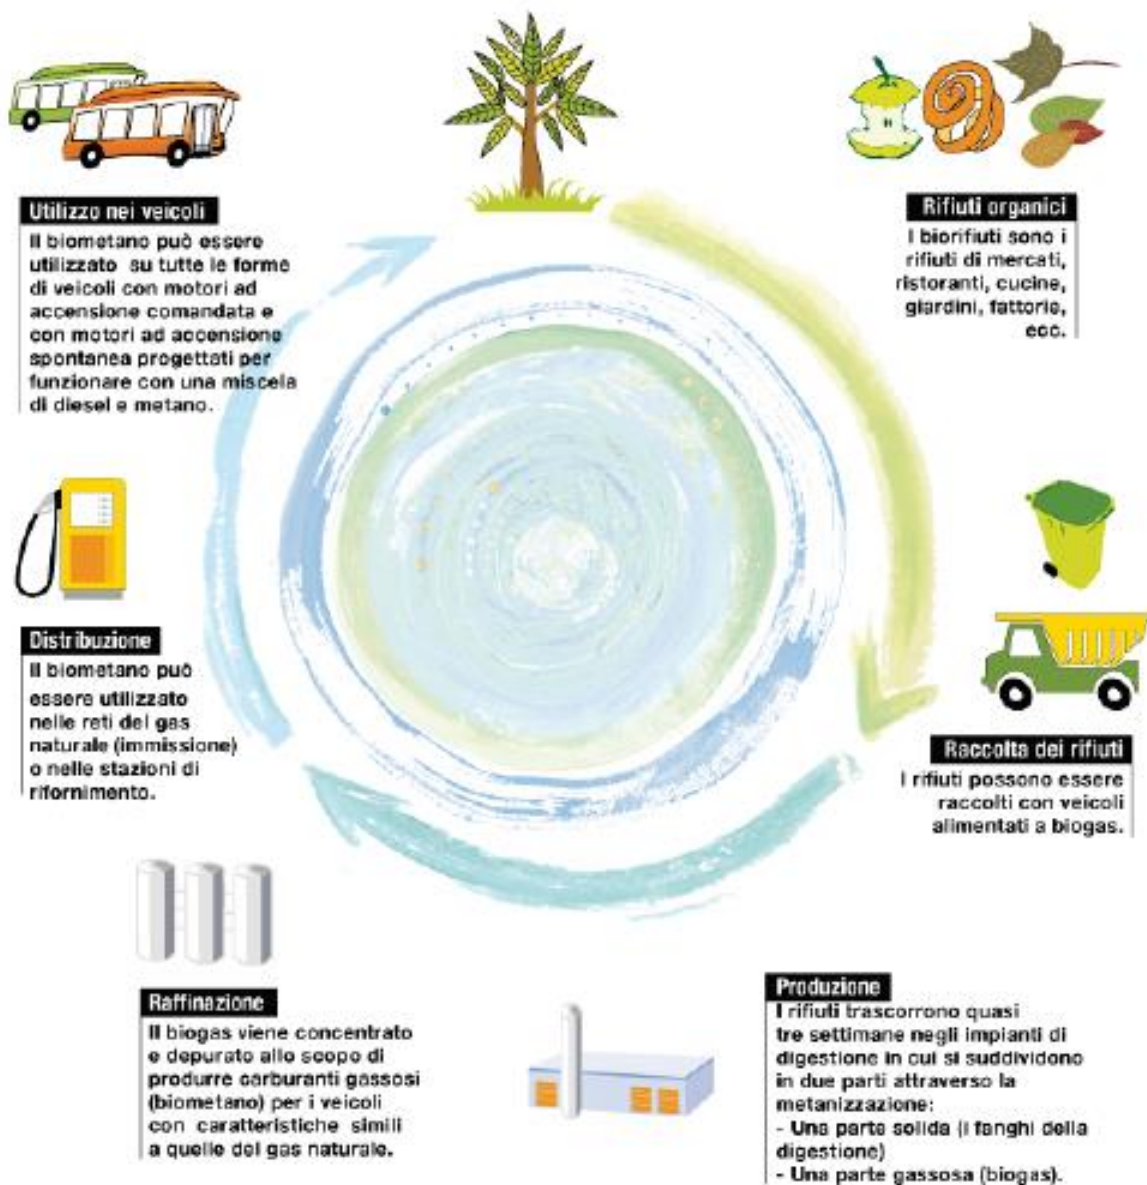 Utilizzo nei veicoli
Il biometano può essere
utilizzato su tutte le forme
di veicoli con motori ad
accensione comandata e
con motori ad accensione
spontanea progettati per
funzionare con una miscela
di diesel e metano.
Rifiuti organici
I biorifiuti sono i
rifiuti di mercati,
ristoranti, cucine,
giardini, fattorie,
ecc.
Distribuzione
Il biometano può
essere utilizzato
nelle reti del gas
naturale (immissione)
o nelle stazioni di
rifornimento.
Raccolta dei rifiuti
I rifiuti possono essere
raccolti con veicoli
alimentati a biogas.
Raffinazione
Il biogas viene concentrato
e depurato allo scopo di
produrre carburanti gassosi
(biometano) per i veicoli
con caratteristiche simili
a quelle del gas naturale.
Produzione
I rifiuti trascorrono quasi
tre settimane negli impianti di
digestione in cui si suddividono
in due parti attraverso la
metanizzazione:
- Una parte solida (i fanghi della
digestione)
- Una parte gassosa (biogas).